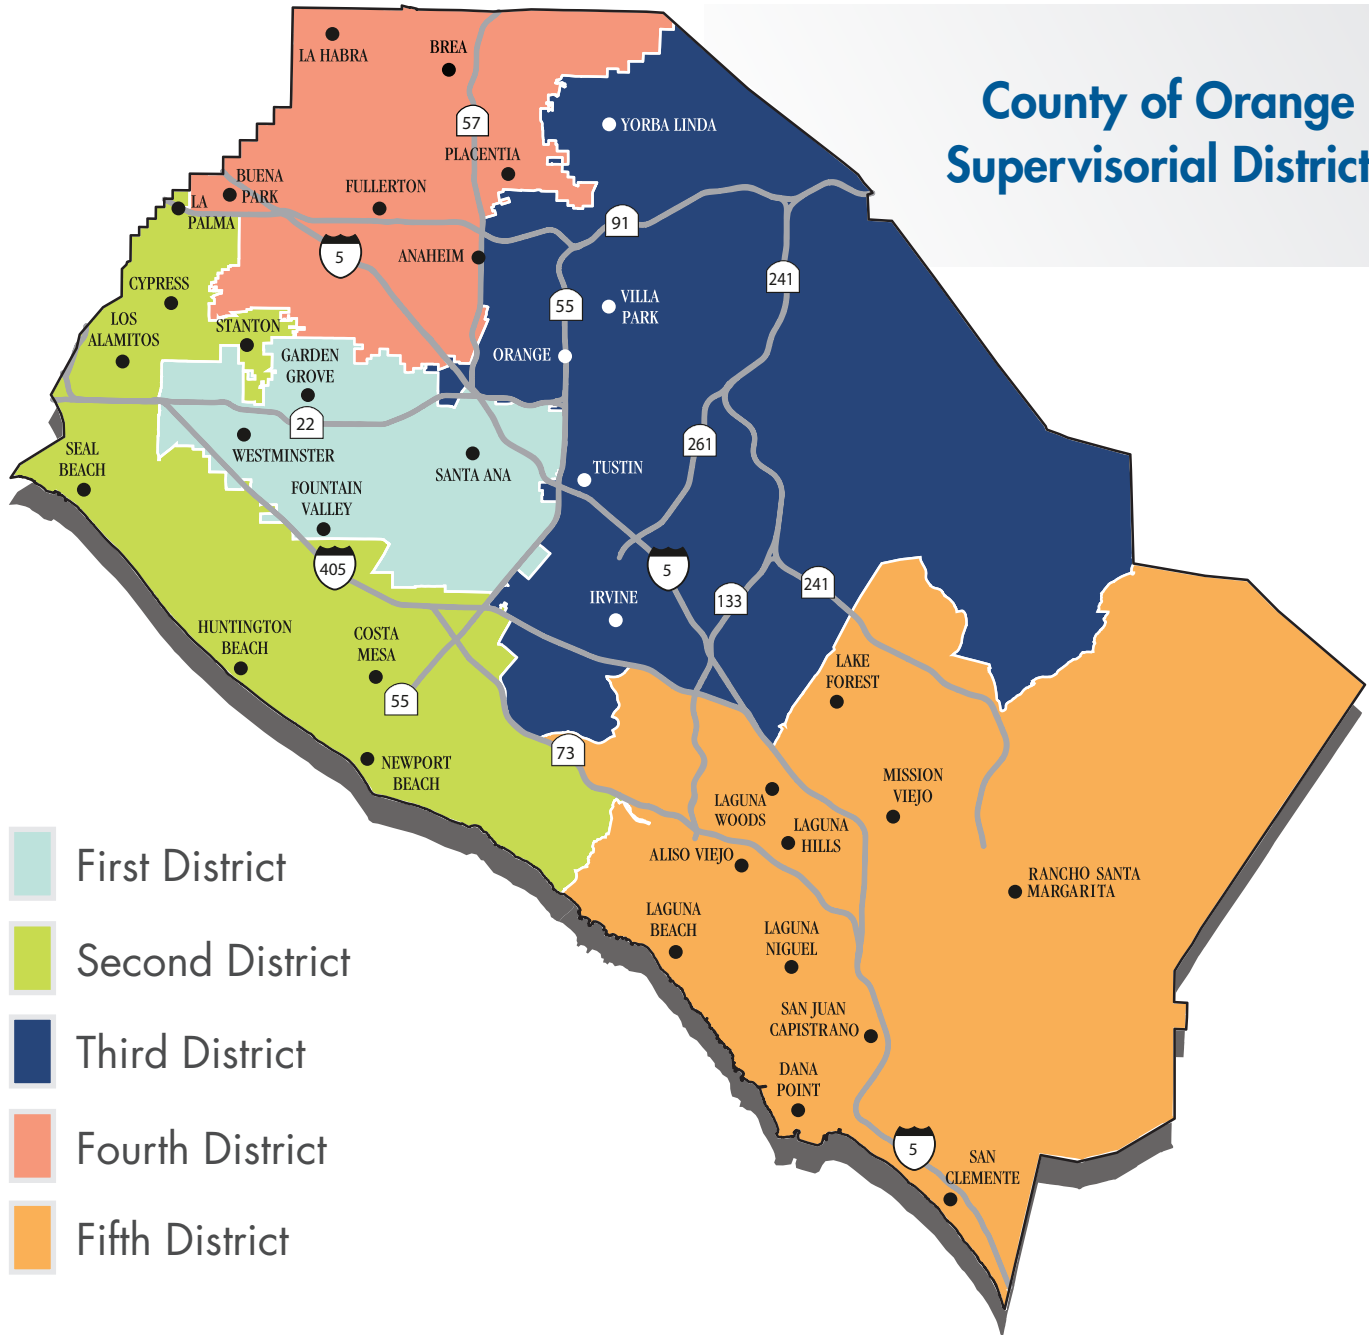 County of Orange
Supervisorial District
LA HABRA
BREA
57
YORBA LINDA
PLACENTIA
BUENA
PARK
FULLERTON
LA
PALMA
91
5
ANAHEIM
241
CYPRESS
55
VILLA
PARK
LOS
ALAMITOS
STANTON
GARDEN
GROVE
ORANGE
22
261
WESTMINSTER
SEAL
BEACH
SANTA ANA
TUSTIN
FOUNTAIN
VALLEY
405
5
133
241
IRVINE
HUNTINGTON
BEACH
COSTA
MESA
LAKE
FOREST
55
73
NEWPORT
BEACH
MISSION
VIEJO
LAGUNA
WOODS
LAGUNA
HILLS
ALISO VIEJO
RANCHO SANTA
MARGARITA
LAGUNA
BEACH
LAGUNA
NIGUEL
SAN JUAN
CAPISTRANO
DANA
POINT
5
SAN
CLEMENTE
First District
Second District
Third District
Fourth District
Fifth District